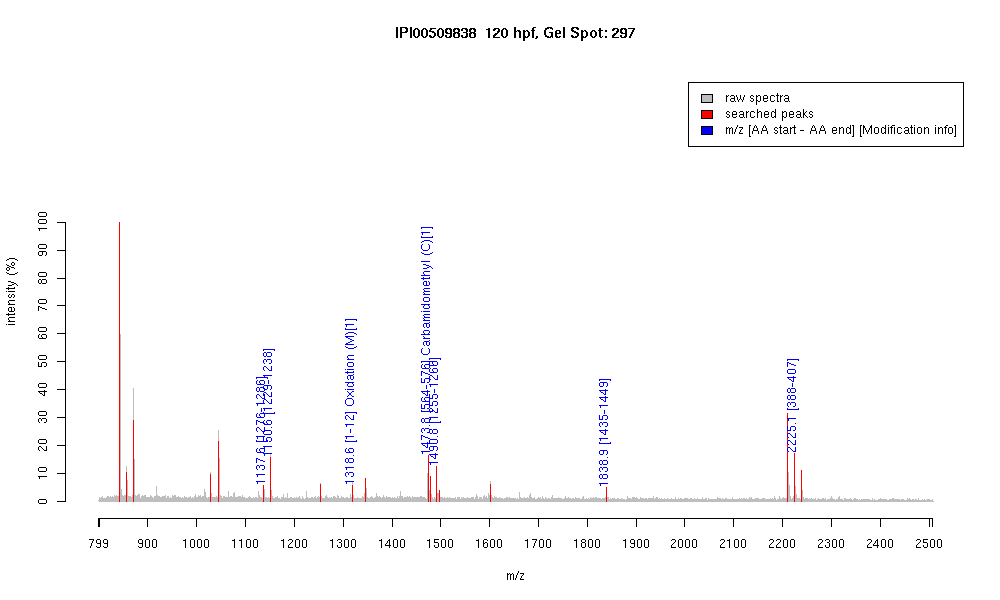 IPI00509838 120 hpf, Gel Spot: 297
raw spectra
searched peaks
m/z [AA start - AA end] [Modification info]
intensity (%)
100
90
80
70
60
50
40
30
20
10
0
1137.6 [1276-1286]
1150.6 [1229-1238]
1318.6 [1-12] Oxidation (M)[1]
1473.8 [564-576] Carbamidomethyl (C)[1]
1490.8 [1255-1268]
1838.9 [1435-1449]
2225.1 [388-407]
799 900 1000 1100 1200 1300 1400 1500 1600 1700 1800 1900 2000 2100 2200 2300 2400 2500
m/z